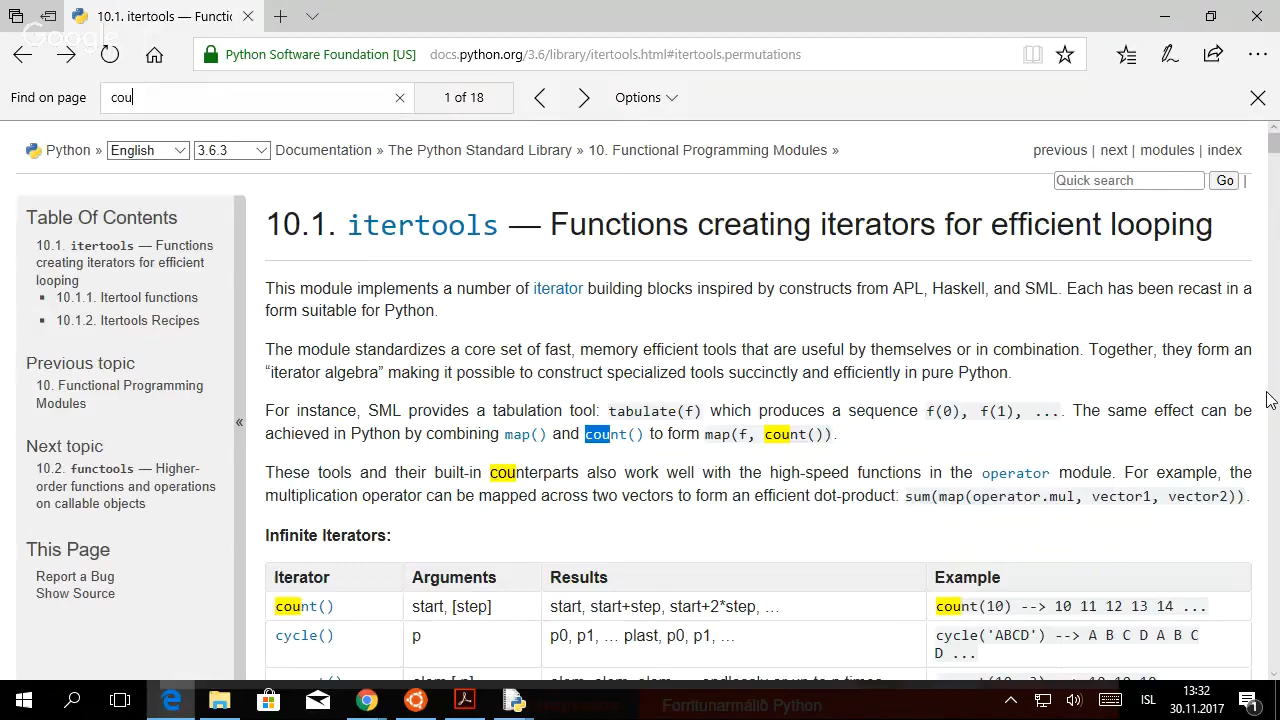 10.1. itertools — Functi
Google
Python Software Foundation [US] docs.python.org/3.6/library/itertools.html#itertools.permutations
Find on page cou 1 of 18 Options
Python » English 3.6.3 Documentation » The Python Standard Library » 10. Functional Programming Modules » previous | next | modules | index
Quick search Go |
Table Of Contents
10.1. itertools — Functions
creating iterators for efficient
looping
10.1.1. Itertool functions
10.1.2. Itertools Recipes
Previous topic
10. Functional Programming
Modules
Next topic
10.2. functools — Higher-
order functions and operations
on callable objects
This Page
Report a Bug
Show Source
«
10.1. itertools — Functions creating iterators for efficient looping
This module implements a number of iterator building blocks inspired by constructs from APL, Haskell, and SML. Each has been recast in a
form suitable for Python.
The module standardizes a core set of fast, memory efficient tools that are useful by themselves or in combination. Together, they form an
“iterator algebra” making it possible to construct specialized tools succinctly and efficiently in pure Python.
For instance, SML provides a tabulation tool: tabulate(f) which produces a sequence f(0), f(1), .... The same effect can be
achieved in Python by combining map() and count() to form map(f, count()).
These tools and their built-in counterparts also work well with the high-speed functions in the operator module. For example, the
multiplication operator can be mapped across two vectors to form an efficient dot-product: sum(map(operator.mul, vector1, vector2)).
Infinite Iterators:
Iterator Arguments Results Example
count() start, [step] start, start+step, start+2*step, … count(10) --> 10 11 12 13 14 ...
cycle() p p0, p1, … plast, p0, p1, … cycle('ABCD') --> A B C D A B C
D ...
Forritunarmálið Python
ISL
13:32
30.11.2017
1